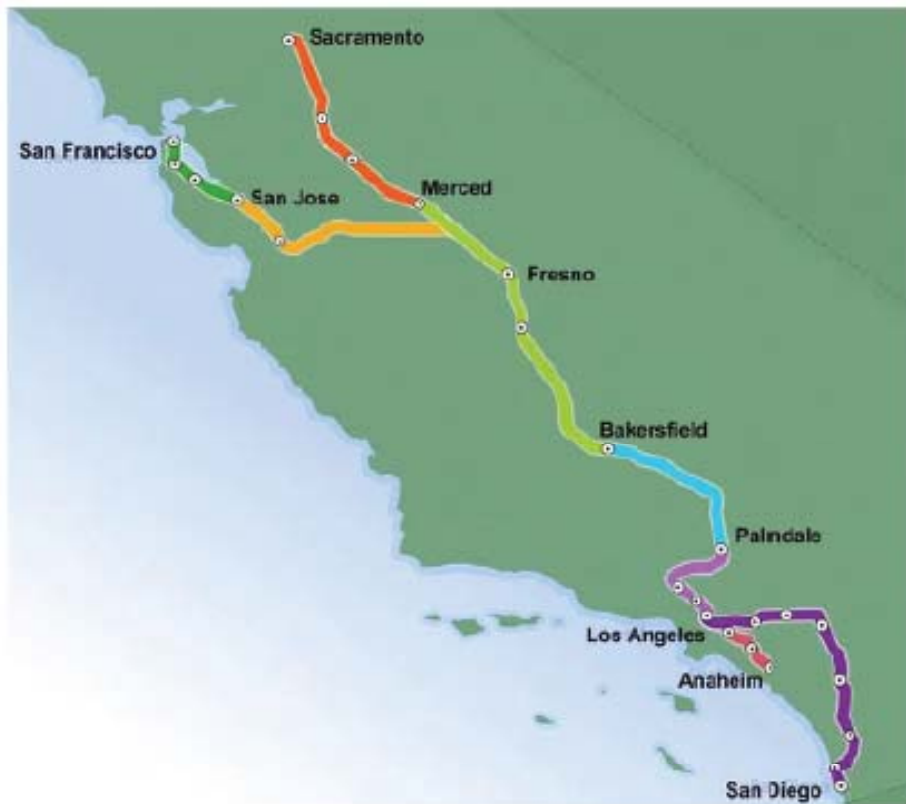 Sacramento
San Francisco
San Jose
Merced
Fresno
Bakersfield
Palmdale
Los Angeles
Anaheim
San Diego